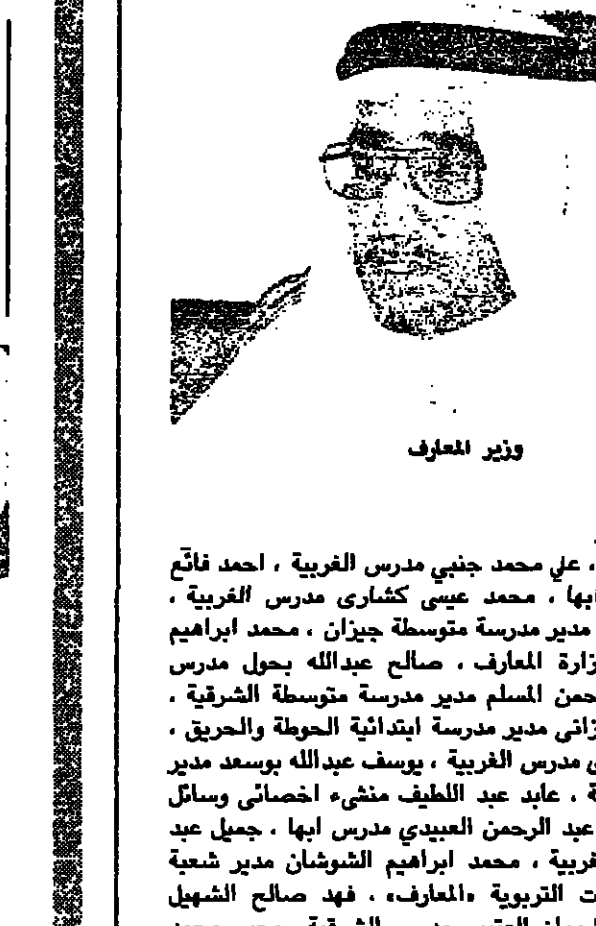 وزير المعارف
، علي محمد جنبي مدرس الغربية ، احمد فائع
ابها ، محمد عيسى كشارى مدرس الغربية ،
مدير مدرسة متوسطة جيزان ، محمد ابراهيم
زارة المعارف ، صالح عبدالله بحول مدرس
حمن المسلم مدير مدرسة متوسطة الشرقية ،
زانى مدير مدرسة ابتدائية الحوطة والحريق ،
ى مدرس الغربية ، يوسف عبدالله بوسعد مدير
ة ، عابد عبد اللطيف منشىء اخصائى وسائل
عبد الرحمن العبيدي مدرس ابها ، جميل عبد
غربية ، محمد ابراهيم الشوشان مدير شعبة
ت التربوية «المعارف» ، فهد صالح الشهيل